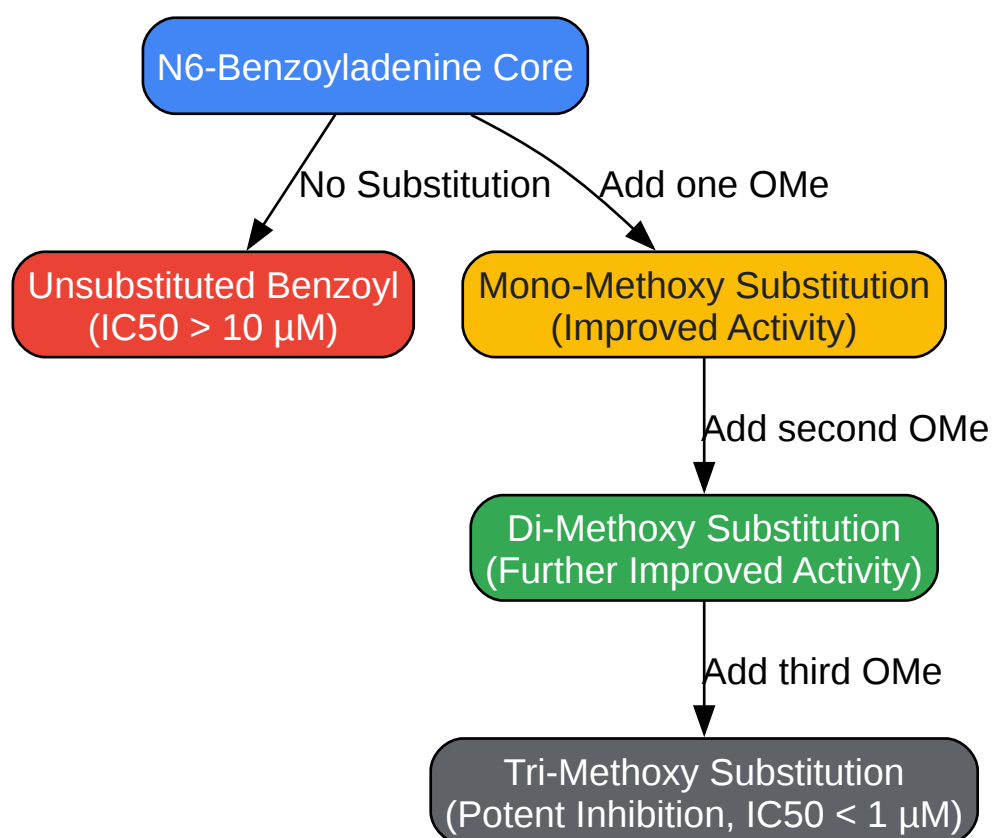 N6-Benzoyladenine Core
No Substitution
Add one OMe
Unsubstituted Benzoyl
(IC50 > 10 µM)
Mono-Methoxy Substitution
(Improved Activity)
Add second OMe
Di-Methoxy Substitution
(Further Improved Activity)
Add third OMe
Tri-Methoxy Substitution
(Potent Inhibition, IC50 < 1 µM)